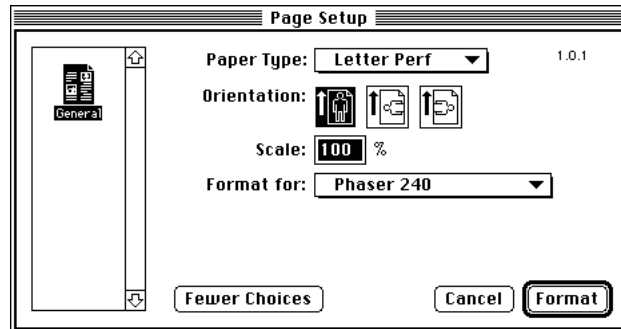 Page Setup
Paper Type: Letter Perf
1.0.1
Orientation:
General
Scale: 100 %
Format for: Phaser 240
Fewer Choices
Cancel
Format